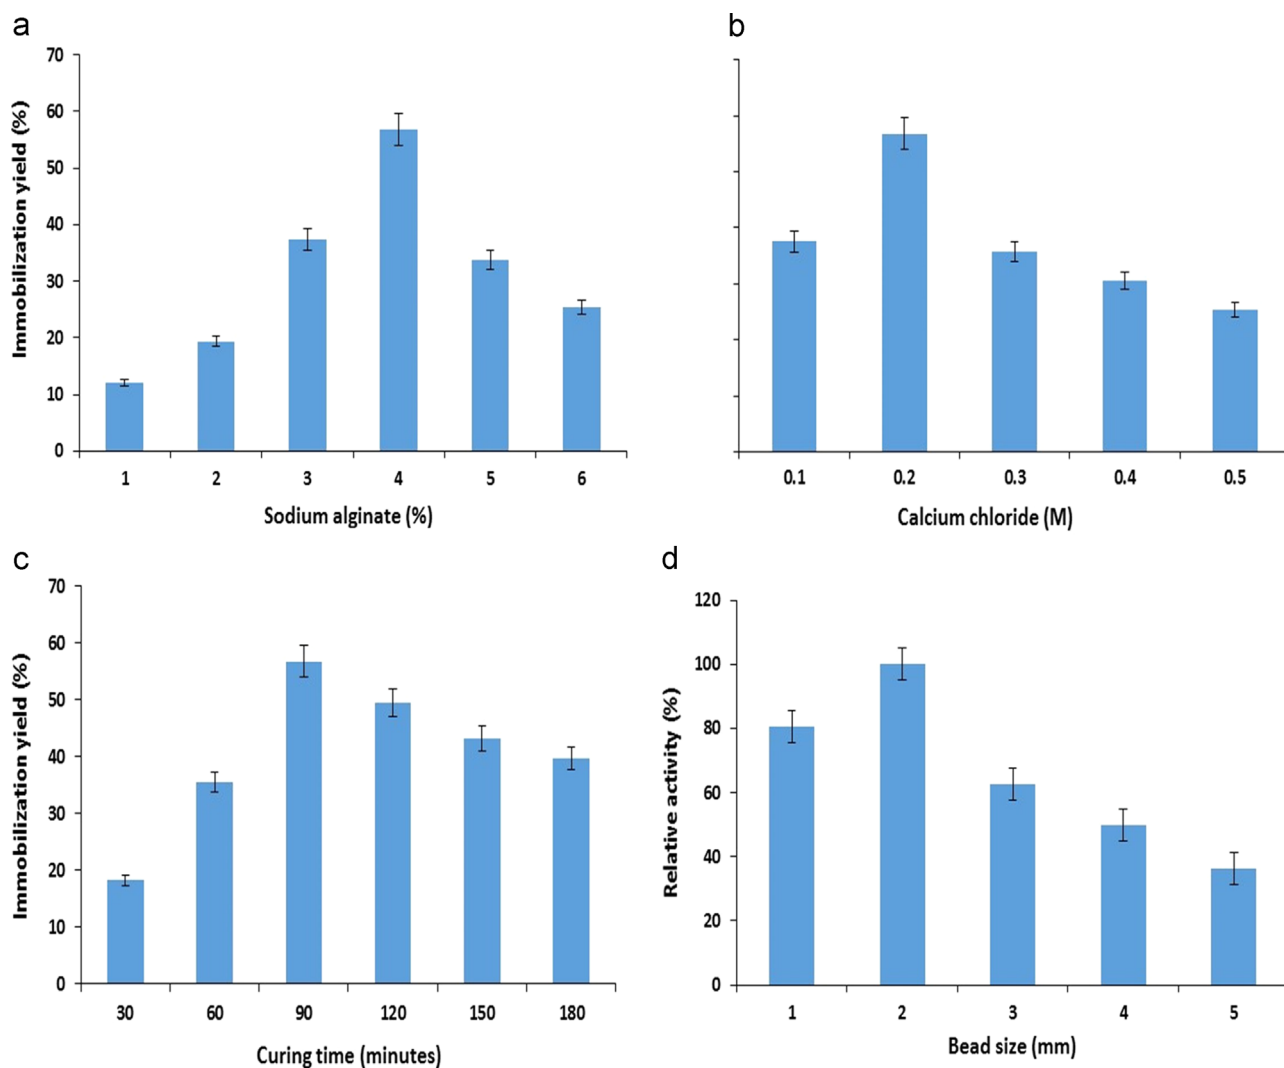 a
70
60
50
40
30
20
10
0
Immobilization yield (%)
1 2 3 4 5 6
Sodium alginate (%)
b
0.1 0.2 0.3 0.4 0.5
Calcium chloride (M)
c
70
60
50
40
30
20
10
0
Immobilization yield (%)
30 60 90 120 150 180
Curing time (minutes)
d
120
100
80
60
40
20
0
Relative activity (%)
1 2 3 4 5
Bead size (mm)